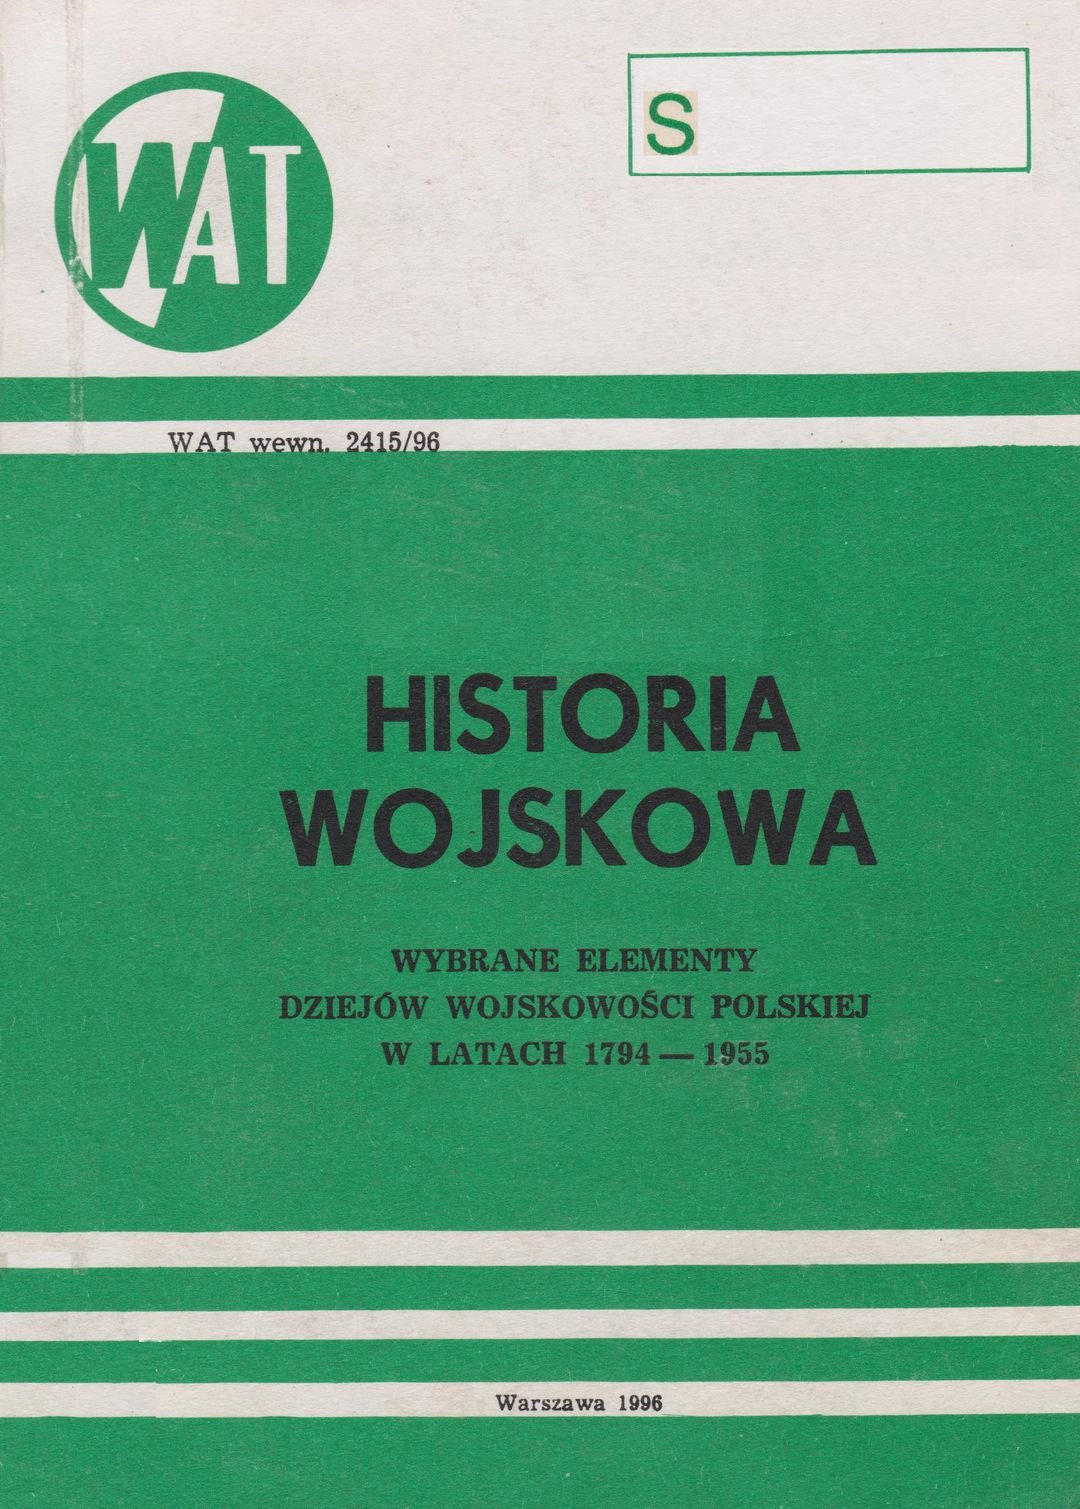 WAT
S
WAT wewn. 2415/96
HISTORIA
WOJSKOWA
WYBRANE ELEMENTY
DZIEJÓW WOJSKOWOŚCI POLSKIEJ
W LATACH 1794 — 1955
Warszawa 1996